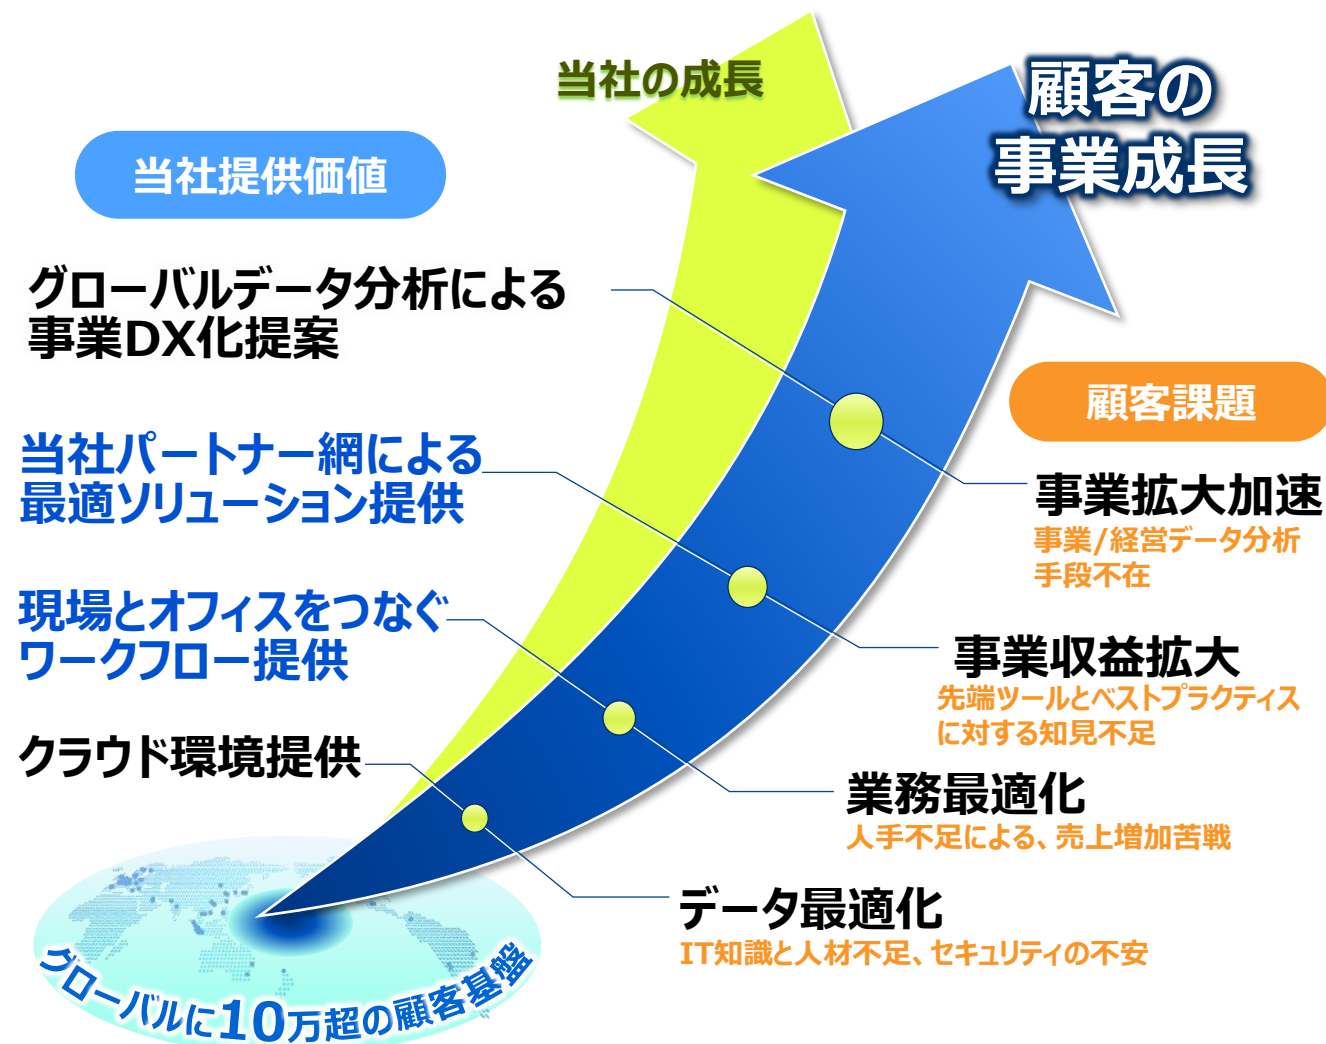 当社の成長
顧客の
事業成長
当社提供価値
グローバルデータ分析による
事業DX化提案
当社パートナー網による
最適ソリューション提供
現場とオフィスをつなぐ
ワークフロー提供
クラウド環境提供
顧客課題
事業拡大加速
事業/経営データ分析
手段不在
事業収益拡大
先端ツールとベストプラクティス
に対する知見不足
業務最適化
人手不足による、売上増加苦戦
データ最適化
IT知識と人材不足、セキュリティの不安
グローバルに10万超の顧客基盤